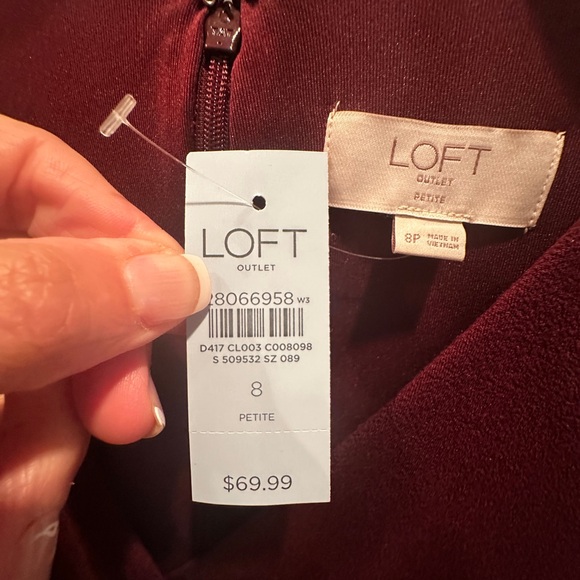 LOFT
OUTLET
28066958 W3
D417 CL003 C008098
S 509532 SZ 089
8
PETITE
$69.99
LOFT
OUTLET
PETITE
8P
MADE IN
VIETNAM